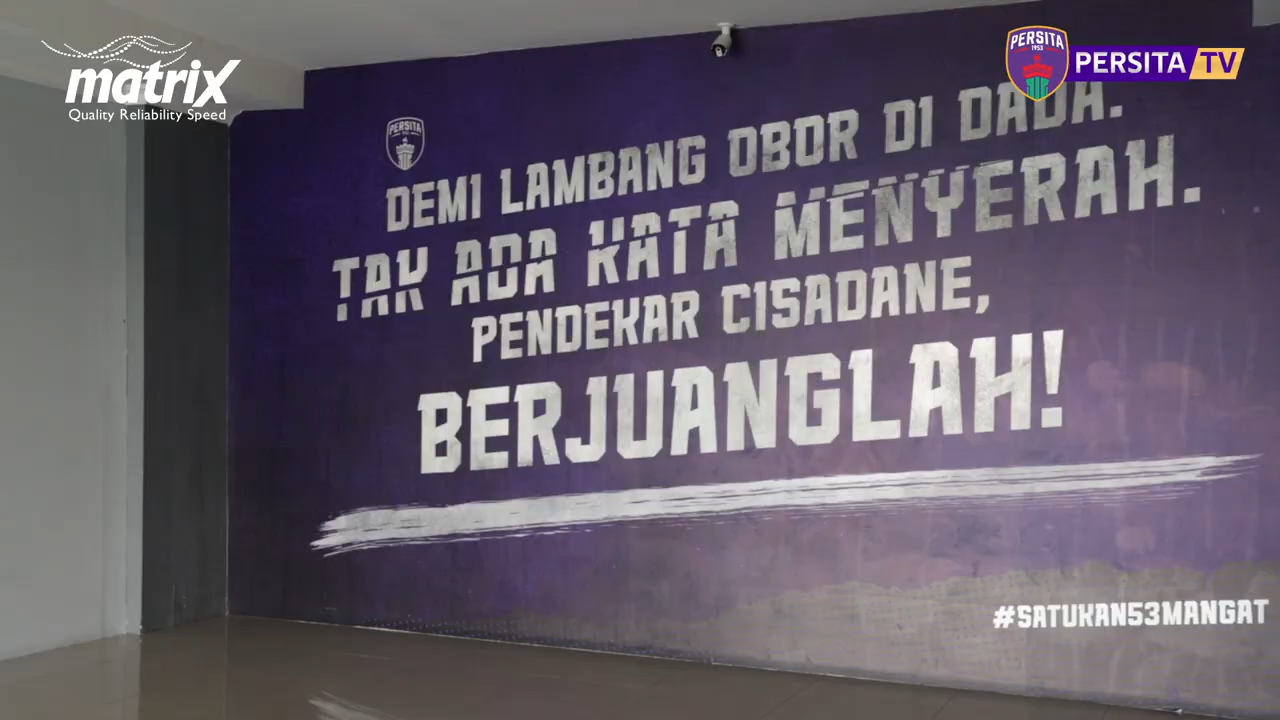 matrix
Quality Reliability Speed
PERSITA
1953
PERSITA TV
PERSITA
DEMI LAMBANG OBOR DI DADA.
TAK ADA KATA MENYERAH.
PENDEKAR CISADANE,
BERJUANGLAH!
#SATUKAN53MANGAT